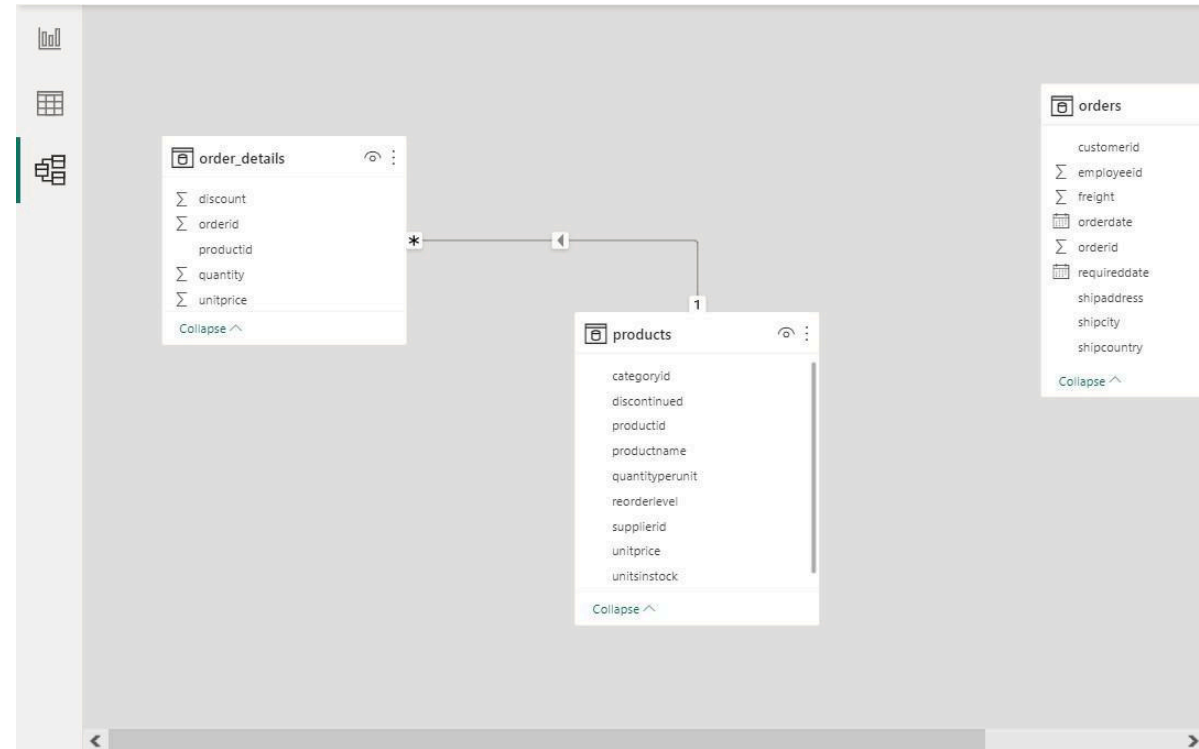 order_details
discount
orderid
productid
quantity
unitprice
Collapse
*
1
products
categoryid
discontinued
productid
productname
quantityperunit
reorderlevel
supplierid
unitprice
unitsinstock
Collapse
orders
customerid
employeeid
freight
orderdate
orderid
requireddate
shipaddress
shipcity
shipcountry
Collapse